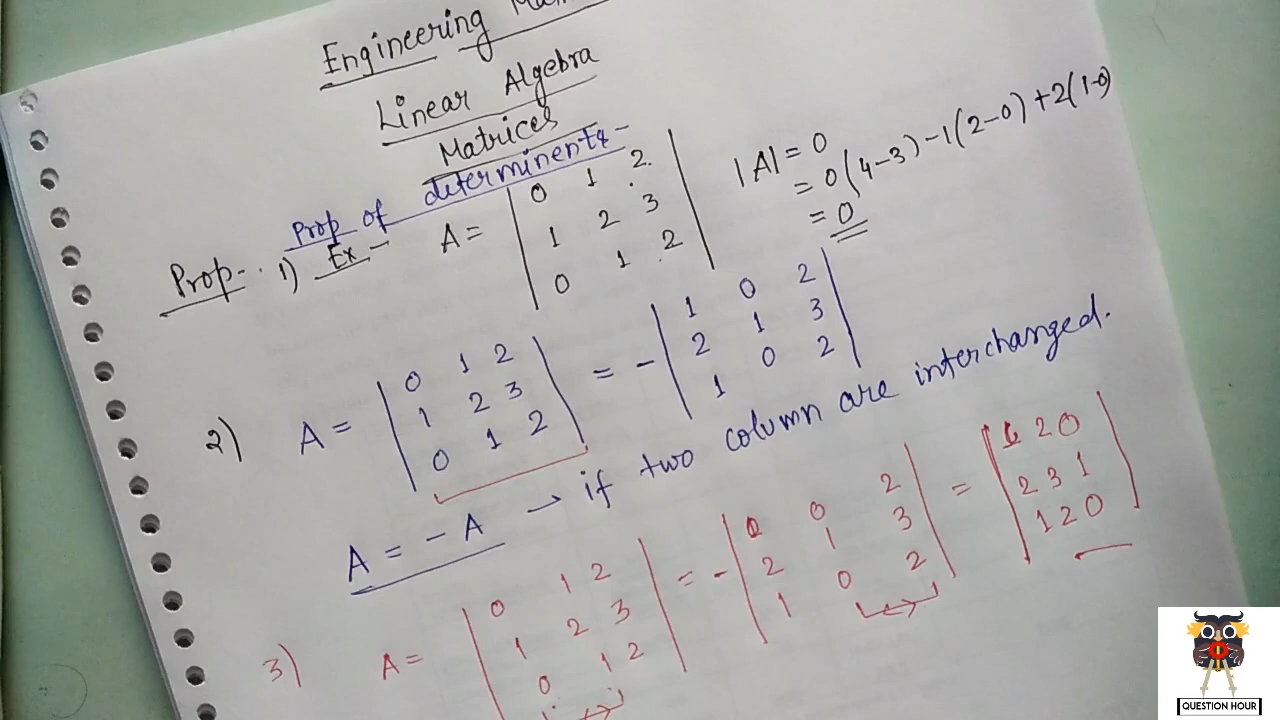 Engineering
Linear Algebra
Matrices
Prop of determinents-
Prop- 1) Ex- A = | 0 1 2 |
| 1 2 3 |
| 0 1 2 |
|A| = 0
= 0(4-3) -1(2-0) +2(1-0)
= 0
2) A = | 0 1 2 | = - | 1 0 2 |
| 1 2 3 | | 2 1 3 |
| 0 1 2 | | 1 0 2 |
A = - A → if two column are interchanged.
3) A = | 0 1 2 | = - | 0 2 | = | 2 0 |
| 1 2 3 | | 2 1 3 | | 2 3 1 |
| 0 1 2 | | 1 0 2 | | 1 2 0 |
QUESTION HOUR